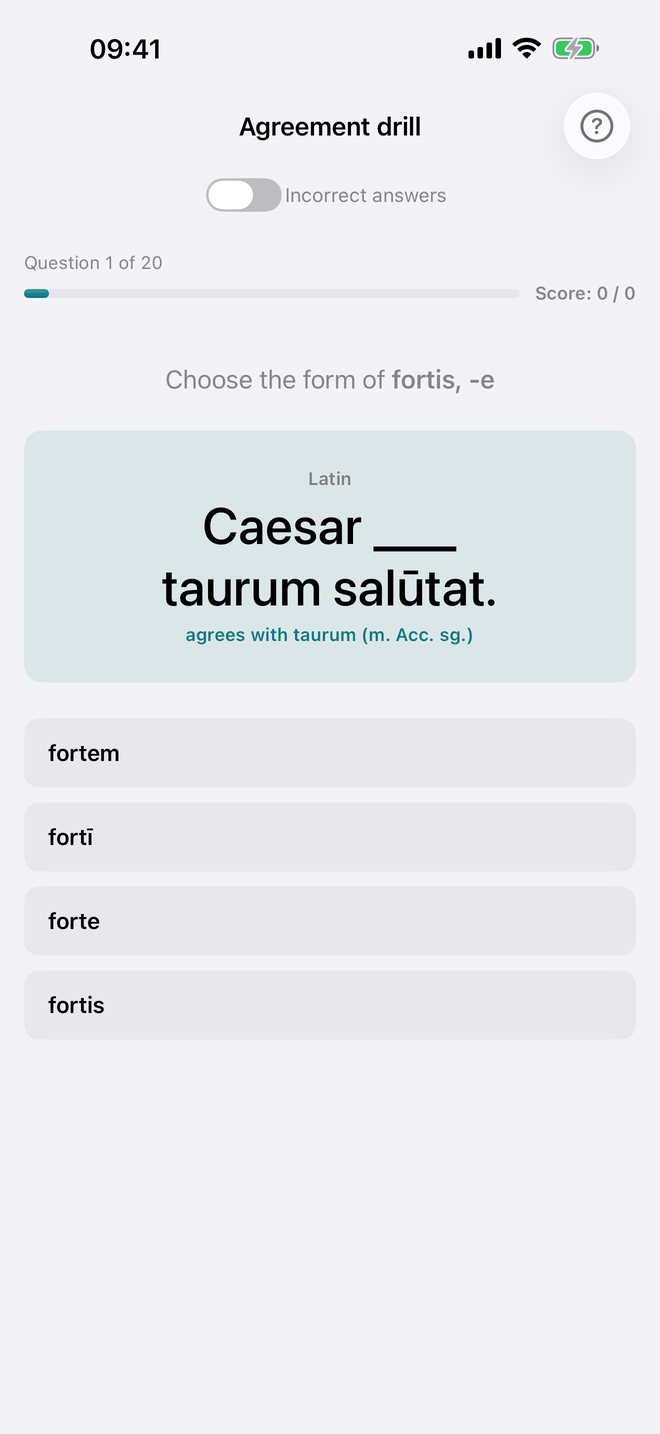 09:41
Agreement drill
Incorrect answers
Question 1 of 20
Score: 0 / 0
Choose the form of fortis, -e
Latin
Caesar ____
taurum salūtat.
agrees with taurum (m. Acc. sg.)
fortem
fortī
forte
fortis